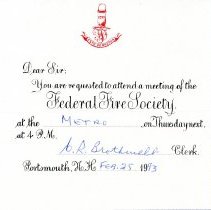 Dear Sir:
You are requested to attend a meeting of the
Federal Fire Society.
at the METRO on Thursday next.
at 4 P.M.
Clerk.
Portsmouth, N.H. FEB. 25 1913